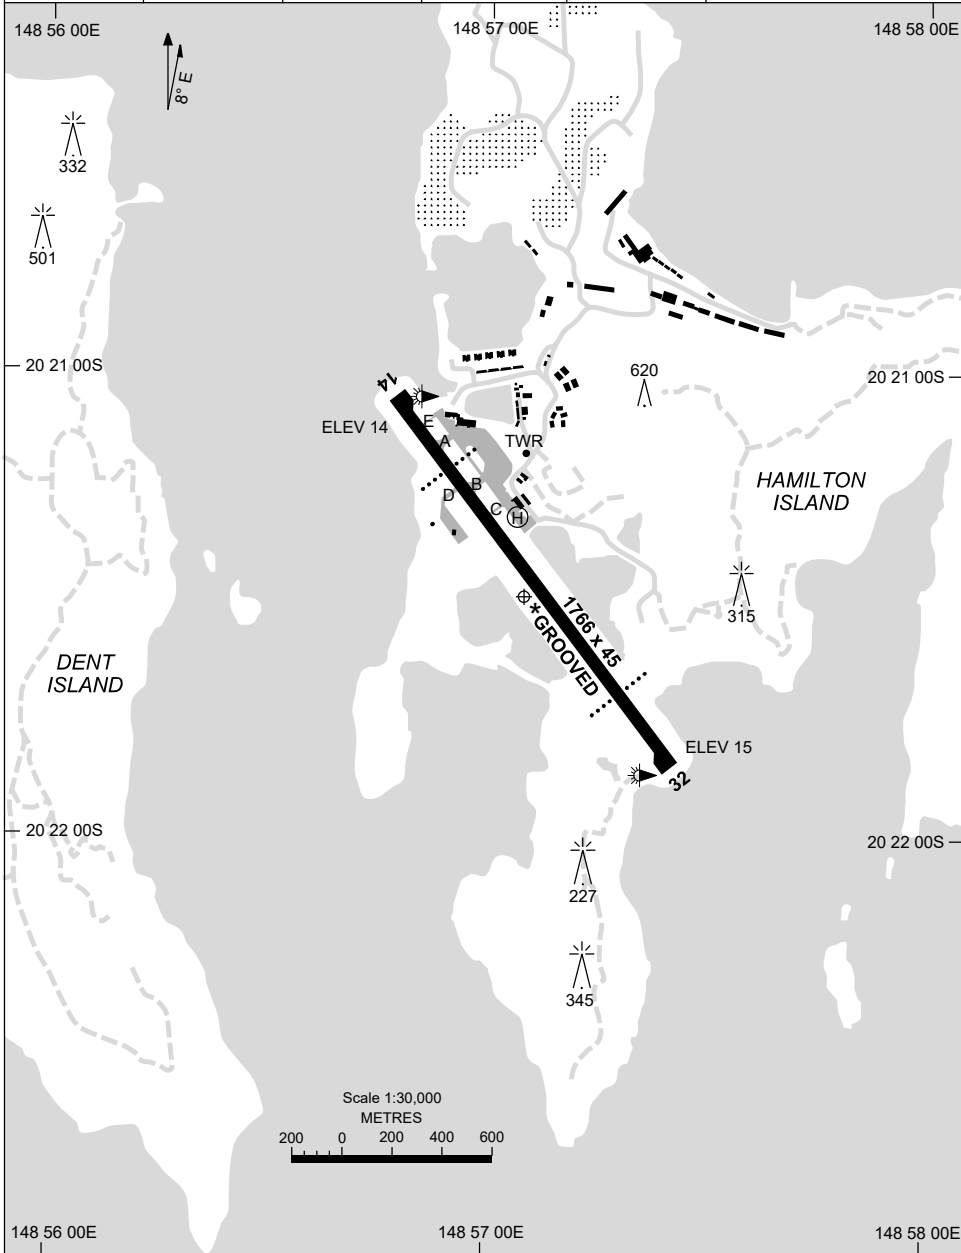 148 56 00E
148 57 00E
148 58 00E
8° E
332
501
20 21 00S
20 21 00S
620
14
ELEV 14
E
A
TWR
B
D
C
H
HAMILTON
ISLAND
315
1766 x 45
*GROOVED
DENT
ISLAND
ELEV 15
32
20 22 00S
20 22 00S
227
345
Scale 1:30,000
METRES
200 0 200 400 600
148 56 00E
148 57 00E
148 58 00E